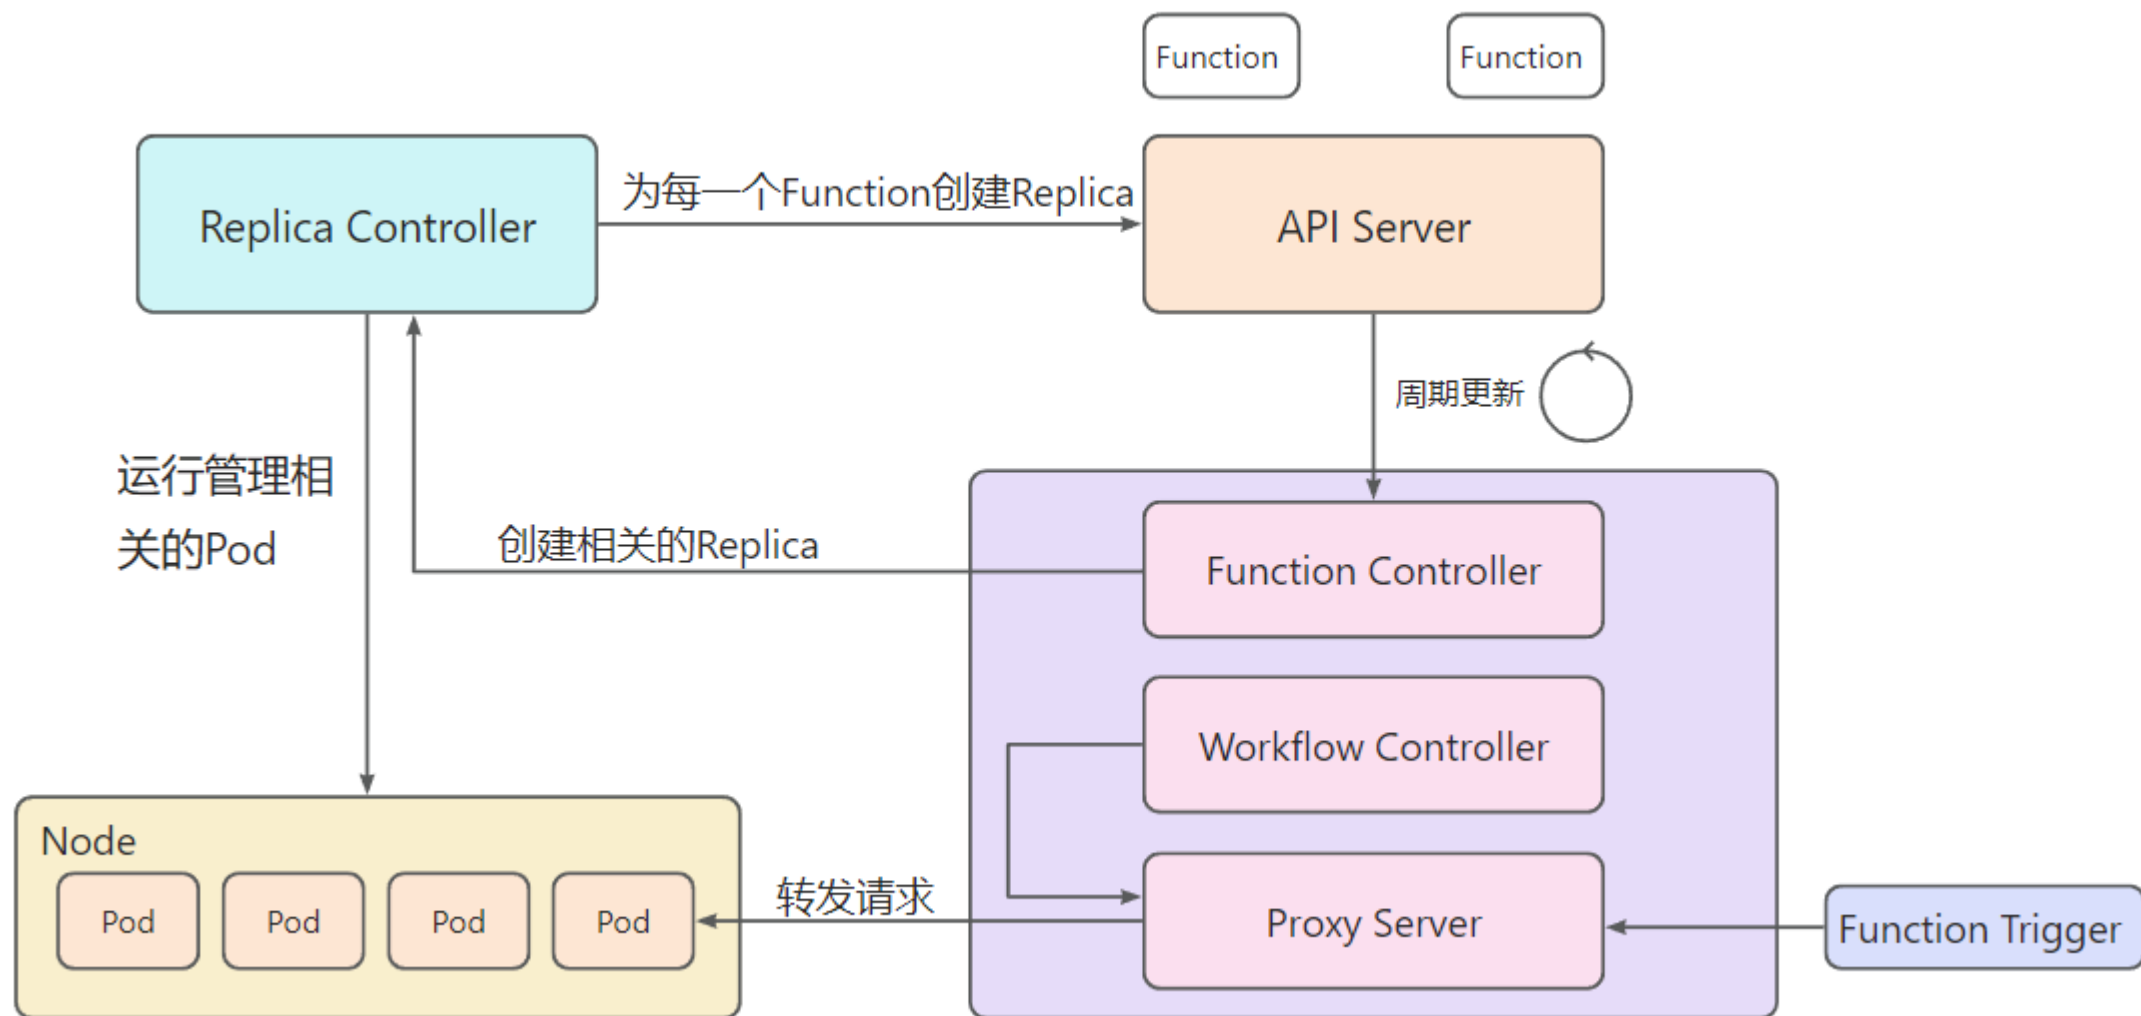 Function
Function
Replica Controller
为每一个Function创建Replica
API Server
周期更新
运行管理相
关的Pod
创建相关的Replica
Function Controller
Workflow Controller
Node
Pod
Pod
Pod
Pod
转发请求
Proxy Server
Function Trigger